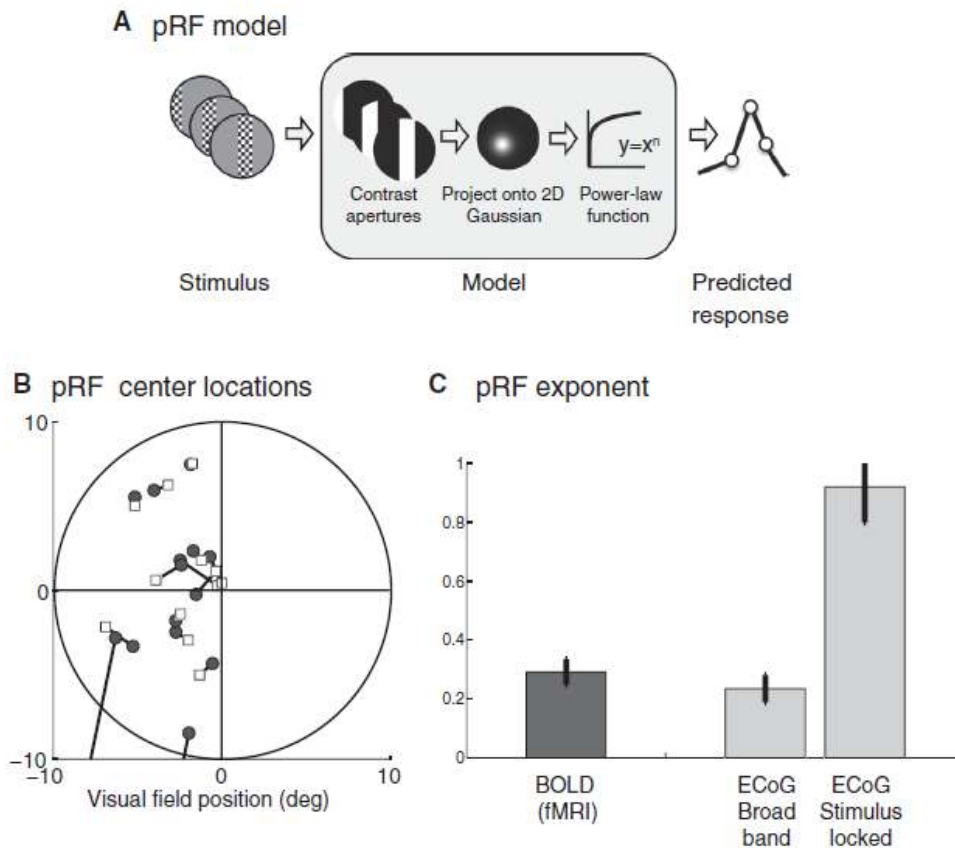 A pRF model
y=xⁿ
Contrast
apertures
Project onto 2D
Gaussian
Power-law
function
Stimulus
Model
Predicted
response
B pRF center locations
10
0
−10
−10
0
10
Visual field position (deg)
C pRF exponent
1
0.8
0.6
0.4
0.2
0
BOLD
(fMRI)
ECoG
Broad
band
ECoG
Stimulus
locked